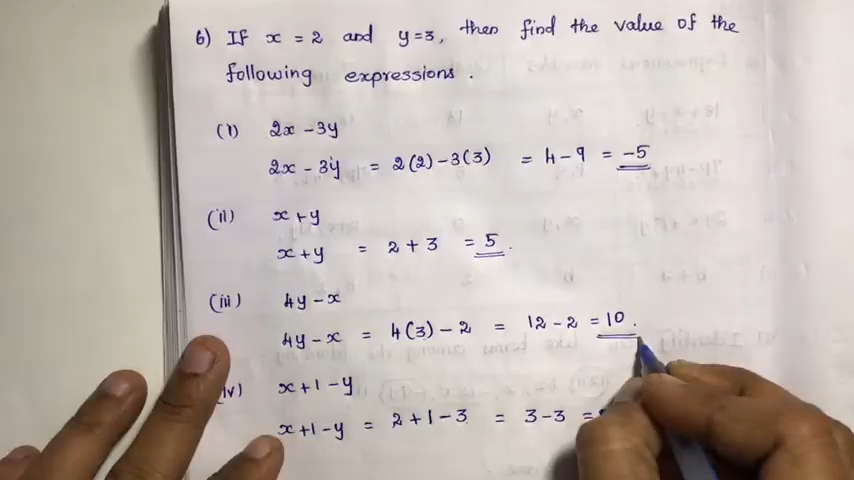 6) If x = 2 and y=3, then find the value of the
following expressions.
(i) 2x - 3y
2x - 3y = 2(2) - 3(3) = 4 - 9 = -5
(ii) x+y
x+y = 2 + 3 = 5.
(iii) 4y - x
4y - x = 4(3) - 2 = 12 - 2 = 10.
iv) x+1-y
x+1-y = 2+1-3 = 3-3 =